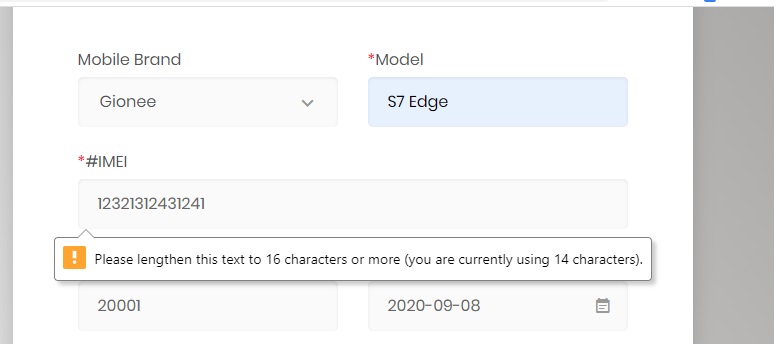 Mobile Brand
*Model
Gionee
S7 Edge
*#IMEI
12321312431241
Please lengthen this text to 16 characters or more (you are currently using 14 characters).
20001
2020-09-08